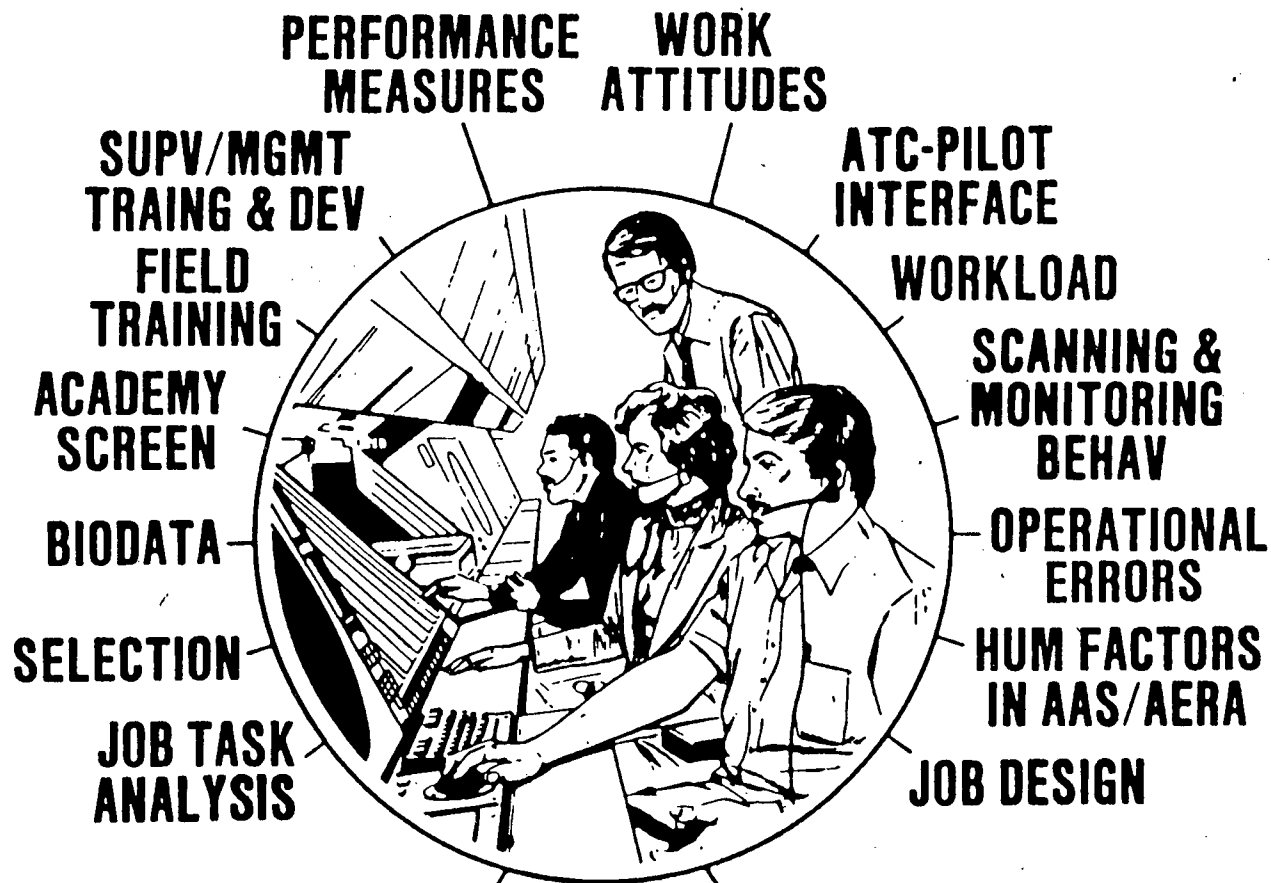 PERFORMANCE
MEASURES
WORK
ATTITUDES
SUPV/MGMT
TRAING & DEV
ATC-PILOT
INTERFACE
FIELD
TRAINING
WORKLOAD
ACADEMY
SCREEN
SCANNING &
MONITORING
BEHAV
BIODATA
OPERATIONAL
ERRORS
SELECTION
HUM FACTORS
IN AAS/AERA
JOB TASK
ANALYSIS
JOB DESIGN